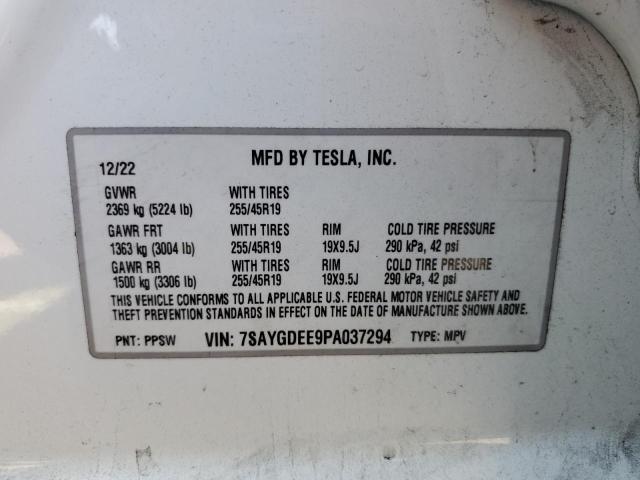 MFD BY TESLA, INC.
12/22
GVWR WITH TIRES
2369 kg (5224 lb) 255/45R19
GAWR FRT WITH TIRES RIM COLD TIRE PRESSURE
1363 kg (3004 lb) 255/45R19 19X9.5J 290 kPa, 42 psi
GAWR RR WITH TIRES RIM COLD TIRE PRESSURE
1500 kg (3306 lb) 255/45R19 19X9.5J 290 kPa, 42 psi
THIS VEHICLE CONFORMS TO ALL APPLICABLE U.S. FEDERAL MOTOR VEHICLE SAFETY AND
THEFT PREVENTION STANDARDS IN EFFECT ON THE DATE OF MANUFACTURE SHOWN ABOVE.
PNT: PPSW VIN: 7SAYGDEE9PA037294 TYPE: MPV